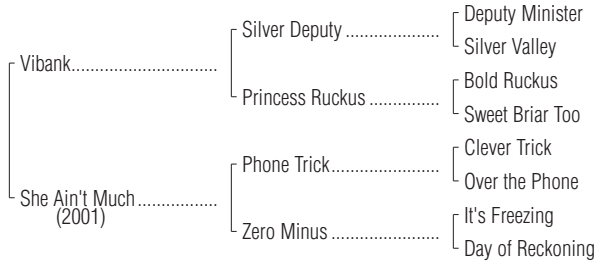 Deputy Minister
Silver Deputy ....................
Silver Valley
Vibank...............................
Bold Ruckus
Princess Ruckus ...............
Sweet Briar Too
Clever Trick
Phone Trick.......................
Over the Phone
She Ain't Much.................
(2001)
It's Freezing
Zero Minus .......................
Day of Reckoning